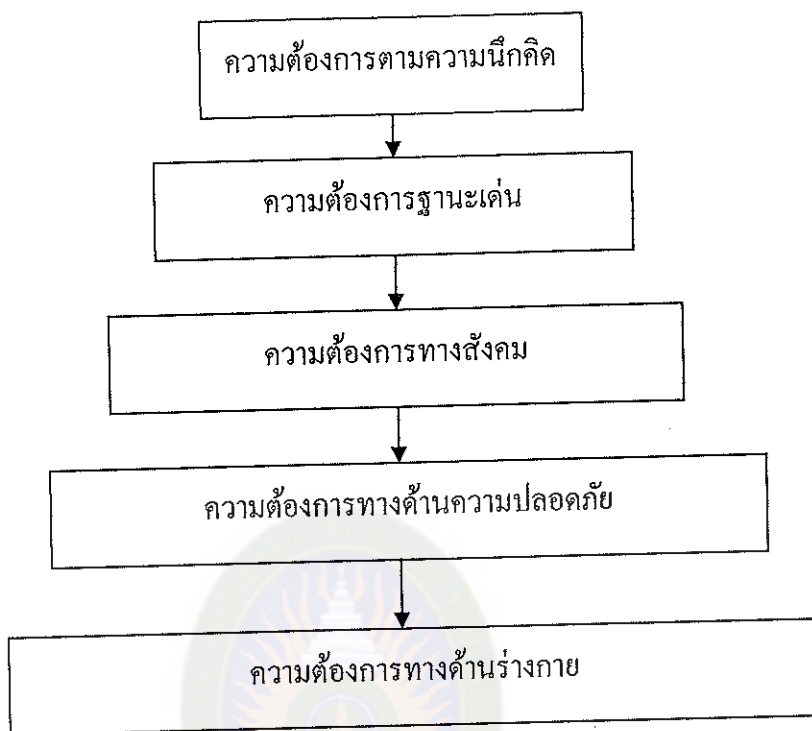 ความต้องการตามความนึกคิด
ความต้องการฐานะเด่น
ความต้องการทางสังคม
ความต้องการทางด้านความปลอดภัย
ความต้องการทางด้านร่างกาย